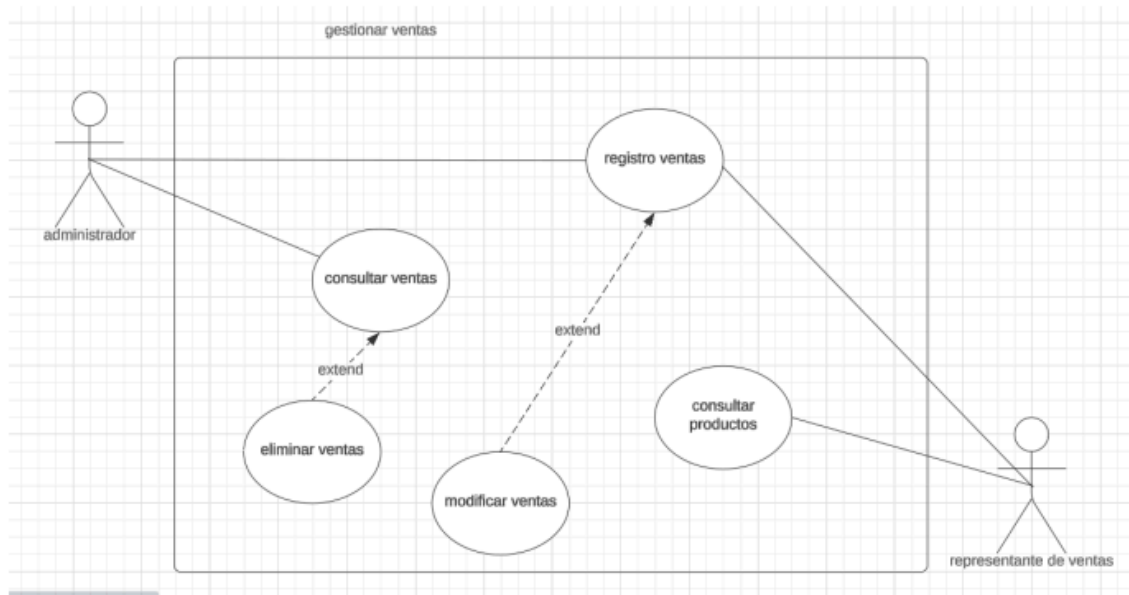 gestionar ventas
registro ventas
administrador
consultar ventas
extend
extend
consultar
productos
eliminar ventas
modificar ventas
representante de ventas